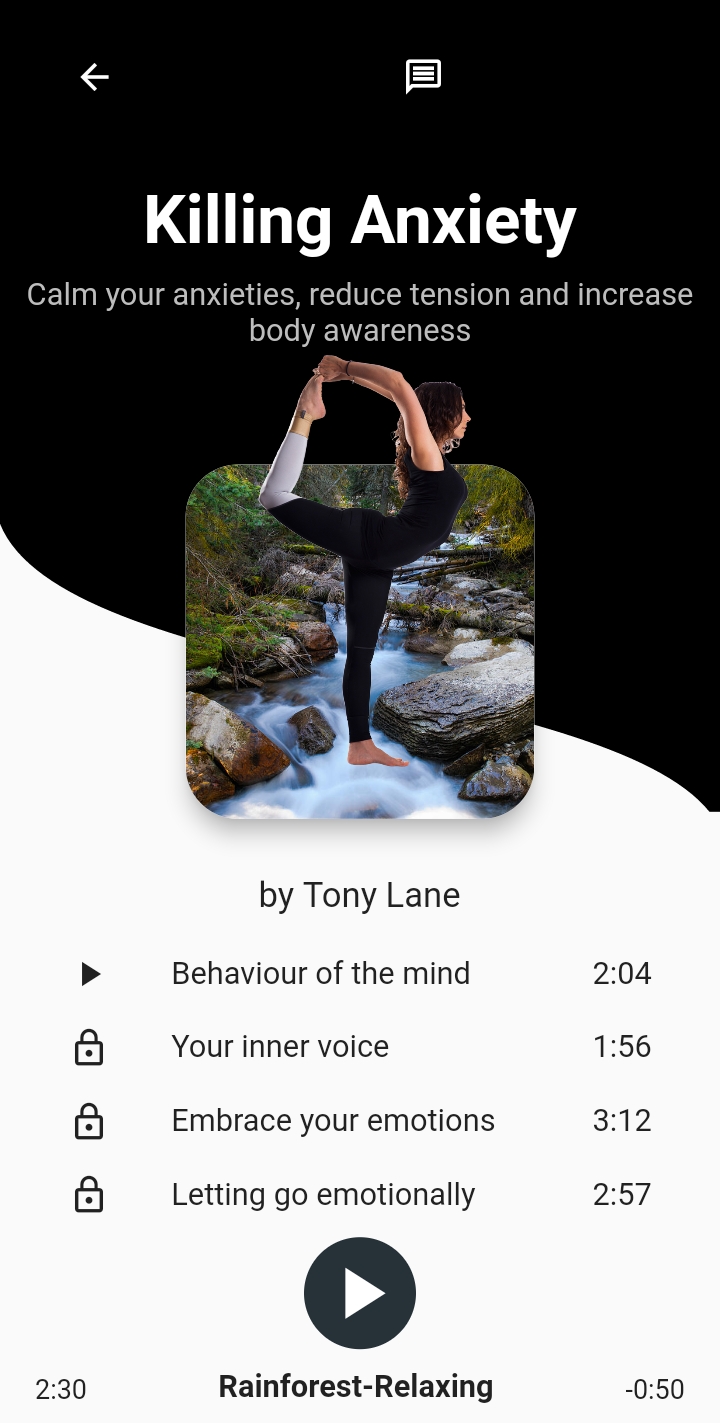 Killing Anxiety
Calm your anxieties, reduce tension and increase
body awareness
by Tony Lane
Behaviour of the mind 2:04
Your inner voice 1:56
Embrace your emotions 3:12
Letting go emotionally 2:57
2:30 Rainforest-Relaxing -0:50